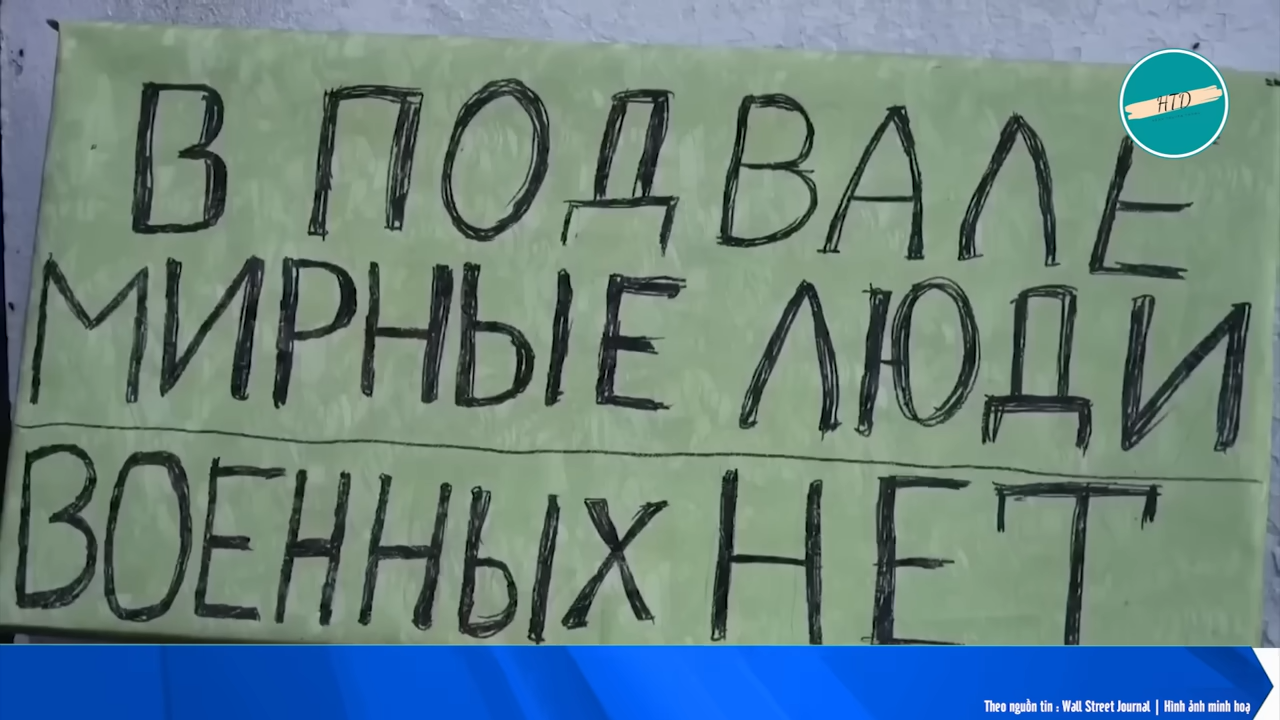 В ПОДВАЛЕ
МИРНЫЕ ЛЮДИ
ВОЕННЫХ НЕТ
HTD
Theo nguồn tin : Wall Street Journal | Hình ảnh minh hoạ